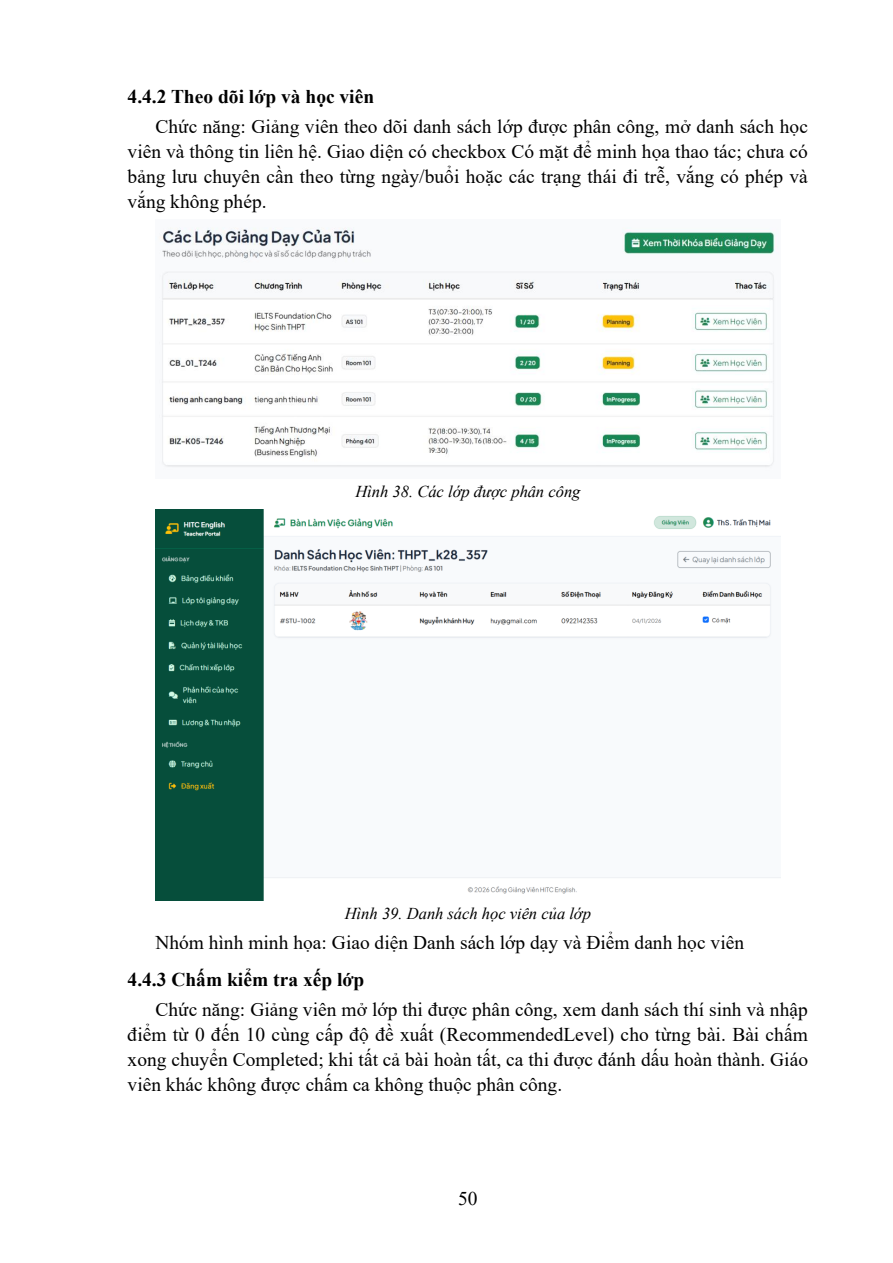 4.4.2 Theo dõi lớp và học viên
Chức năng: Giảng viên theo dõi danh sách lớp được phân công, mở danh sách học
viên và thông tin liên hệ. Giao diện có checkbox Có mặt để minh họa thao tác; chưa có
bảng lưu chuyên cần theo từng ngày/buổi hoặc các trạng thái đi trễ, vắng có phép và
vắng không phép.
Các Lớp Giảng Dạy Của Tôi
Xem Thời Khóa Biểu Giảng Dạy
Theo dõi lịch học, phòng học và sĩ số các lớp đang phụ trách
Tên Lớp Học Chương Trình Phòng Học Lịch Học Sĩ Số Trạng Thái Thao Tác
THPT_k28_357 IELTS Foundation Cho Học Sinh THPT AS 101 T3 (07:30-21:00), T5 (07:30-21:00), T7 (07:30-21:00) 1 / 20 Planning Xem Học Viên
CB_01_T246 Củng Cố Tiếng Anh Căn Bản Cho Học Sinh Room 101 2 / 20 Planning Xem Học Viên
tieng anh cang bang tieng anh thieu nhi Room 101 0 / 20 InProgress Xem Học Viên
BIZ-K05-T246 Tiếng Anh Thương Mại Doanh Nghiệp (Business English) Phòng 401 T2 (18:00-19:30), T4 (18:00-19:30), T6 (18:00-19:30) 4 / 15 InProgress Xem Học Viên
Hình 38. Các lớp được phân công
HITC English
Teacher Portal
Bàn Làm Việc Giảng Viên
Giảng Viên ThS. Trần Thị Mai
GIẢNG DẠY
Bảng điều khiển
Lớp tôi giảng dạy
Lịch dạy & TKB
Quản lý tài liệu học
Chấm thi xếp lớp
Phản hồi của học
viên
Lương & Thu nhập
HỆ THỐNG
Trang chủ
Đăng xuất
Danh Sách Học Viên: THPT_k28_357
Khóa: IELTS Foundation Cho Học Sinh THPT | Phòng: AS 101
← Quay lại danh sách lớp
Mã HV Ảnh hồ sơ Họ và Tên Email Số Điện Thoại Ngày Đăng Ký Điểm Danh Buổi Học
#STU-1002 Nguyễn khánh Huy huy@gmail.com 0922142353 04/11/2026 Có mặt
© 2026 Cổng Giảng Viên HITC English.
Hình 39. Danh sách học viên của lớp
Nhóm hình minh họa: Giao diện Danh sách lớp dạy và Điểm danh học viên
4.4.3 Chấm kiểm tra xếp lớp
Chức năng: Giảng viên mở lớp thi được phân công, xem danh sách thí sinh và nhập
điểm từ 0 đến 10 cùng cấp độ đề xuất (RecommendedLevel) cho từng bài. Bài chấm
xong chuyển Completed; khi tất cả bài hoàn tất, ca thi được đánh dấu hoàn thành. Giáo
viên khác không được chấm ca không thuộc phân công.
50